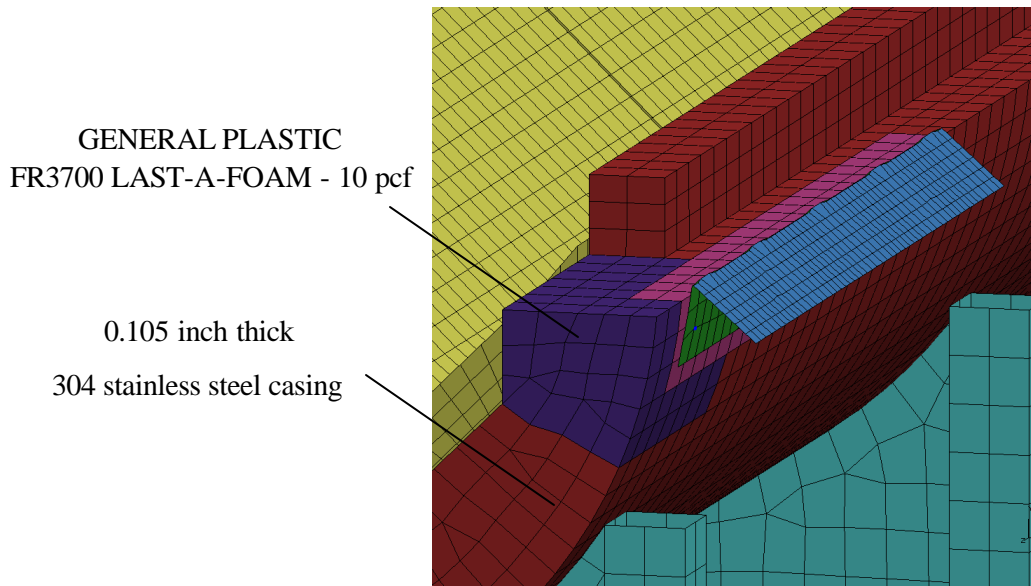 GENERAL PLASTIC
FR3700 LAST-A-FOAM - 10 pcf
0.105 inch thick
304 stainless steel casing
z